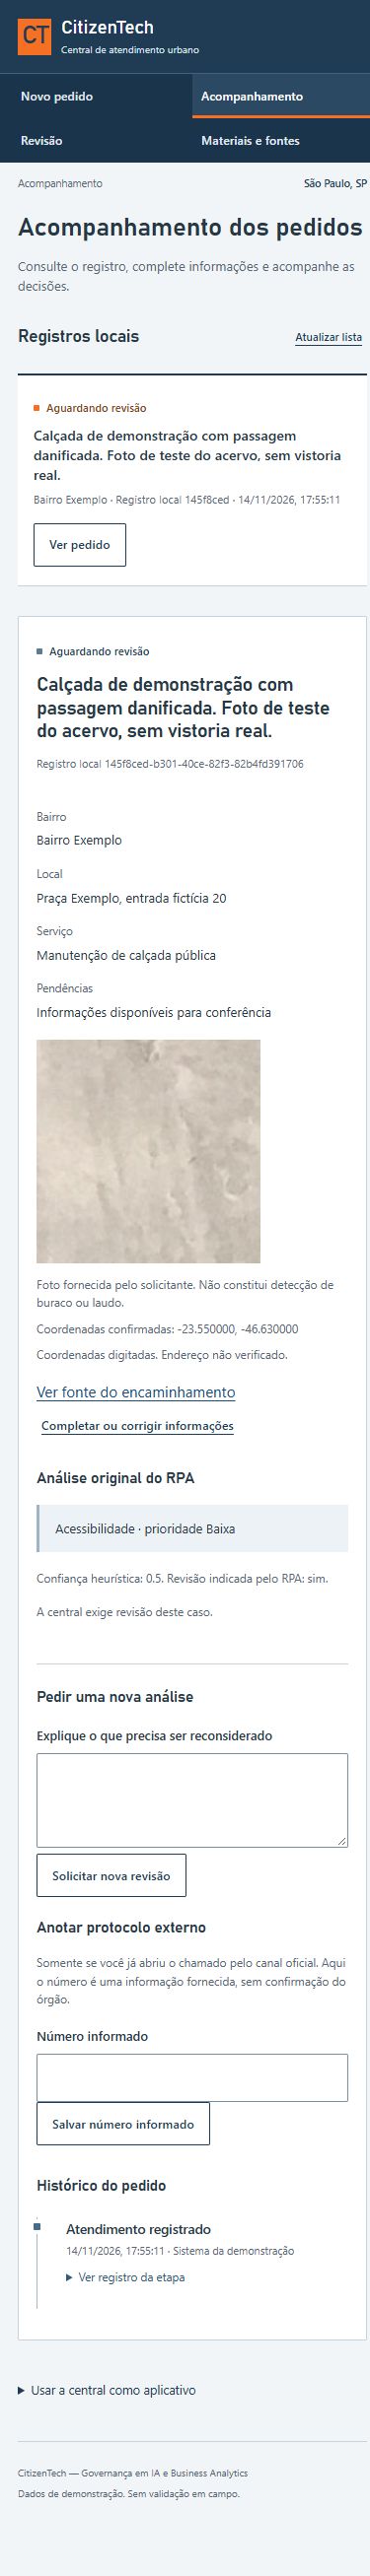 CT CitizenTech
Central de atendimento urbano
Novo pedido
Acompanhamento
Revisão
Materiais e fontes
Acompanhamento
São Paulo, SP
Acompanhamento dos pedidos
Consulte o registro, complete informações e acompanhe as
decisões.
Registros locais
Atualizar lista
Aguardando revisão
Calçada de demonstração com passagem
danificada. Foto de teste do acervo, sem vistoria
real.
Bairro Exemplo · Registro local 145f8ced · 14/11/2026, 17:55:11
Ver pedido
Aguardando revisão
Calçada de demonstração com
passagem danificada. Foto de teste
do acervo, sem vistoria real.
Registro local 145f8ced-b301-40ce-82f3-82b4fd391706
Bairro
Bairro Exemplo
Local
Praça Exemplo, entrada fictícia 20
Serviço
Manutenção de calçada pública
Pendências
Informações disponíveis para conferência
Foto fornecida pelo solicitante. Não constitui detecção de
buraco ou laudo.
Coordenadas confirmadas: -23.550000, -46.630000
Coordenadas digitadas. Endereço não verificado.
Ver fonte do encaminhamento
Completar ou corrigir informações
Análise original do RPA
Acessibilidade · prioridade Baixa
Confiança heurística: 0.5. Revisão indicada pelo RPA: sim.
A central exige revisão deste caso.
Pedir uma nova análise
Explique o que precisa ser reconsiderado
Solicitar nova revisão
Anotar protocolo externo
Somente se você já abriu o chamado pelo canal oficial. Aqui
o número é uma informação fornecida, sem confirmação do
órgão.
Número informado
Salvar número informado
Histórico do pedido
Atendimento registrado
14/11/2026, 17:55:11 · Sistema da demonstração
Ver registro da etapa
Usar a central como aplicativo
CitizenTech — Governança em IA e Business Analytics
Dados de demonstração. Sem validação em campo.